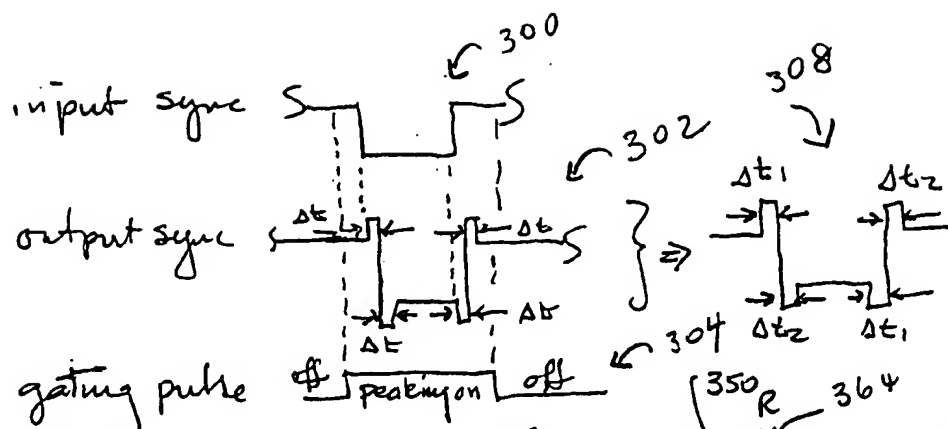 300
input sync
308
302
Δt1 Δt2
Δt Δt
output sync
⇒
Δt
Δt
Δt2 Δt1
304
gating pulse off peaking on off
350
R 364